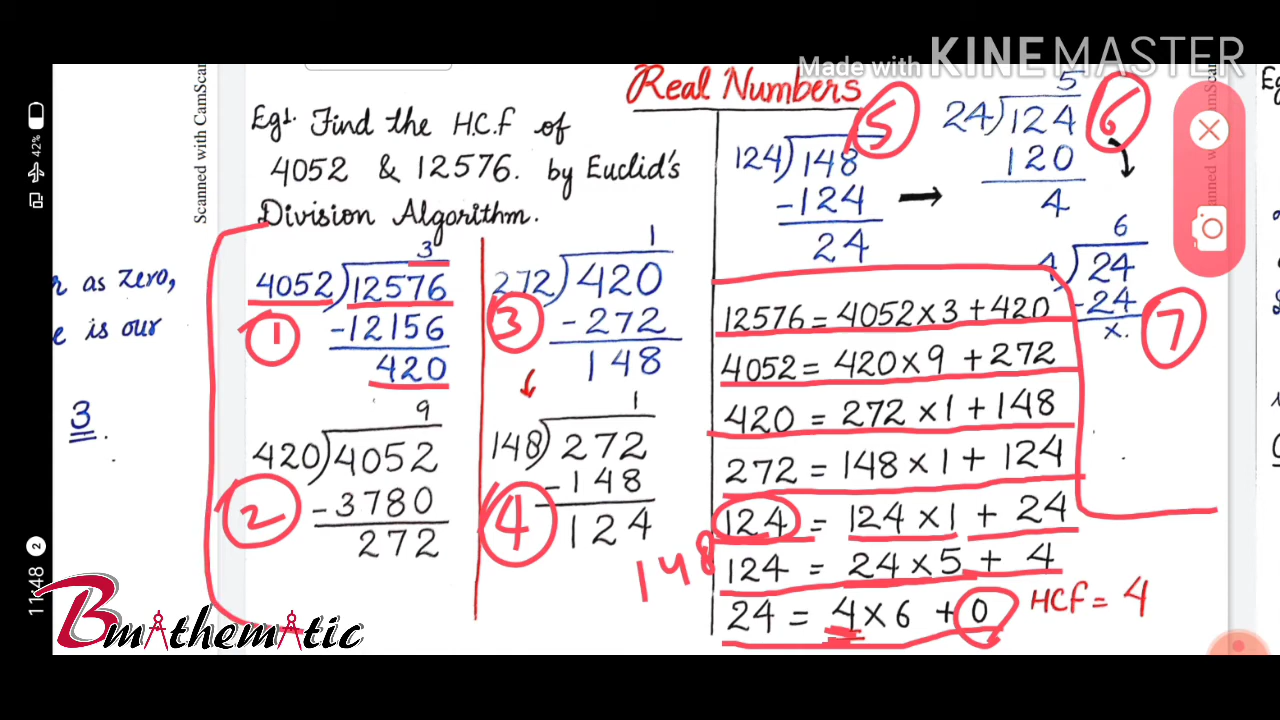 Made with KINEMASTER
Real Numbers
Eg1. Find the H.C.f of
4052 & 12576. by Euclid's
Division Algorithm.
3
4052)12576
-12156
420
1
9
420)4052
-3780
272
2
1
272)420
-272
148
3
1
148)272
-148
124
4
148
124)148
-124
24
5
5
24)124
120
4
6
6
4)24
-24
x.
7
12576 = 4052×3 + 420
4052 = 420×9 + 272
420 = 272×1 + 148
272 = 148×1 + 124
124 = 124×1 + 24
124 = 24×5 + 4
24 = 4×6 + 0
HCf = 4
as zero,
e is our
3.
Scanned with CamScan
42%
11:48
2
Bmathematic